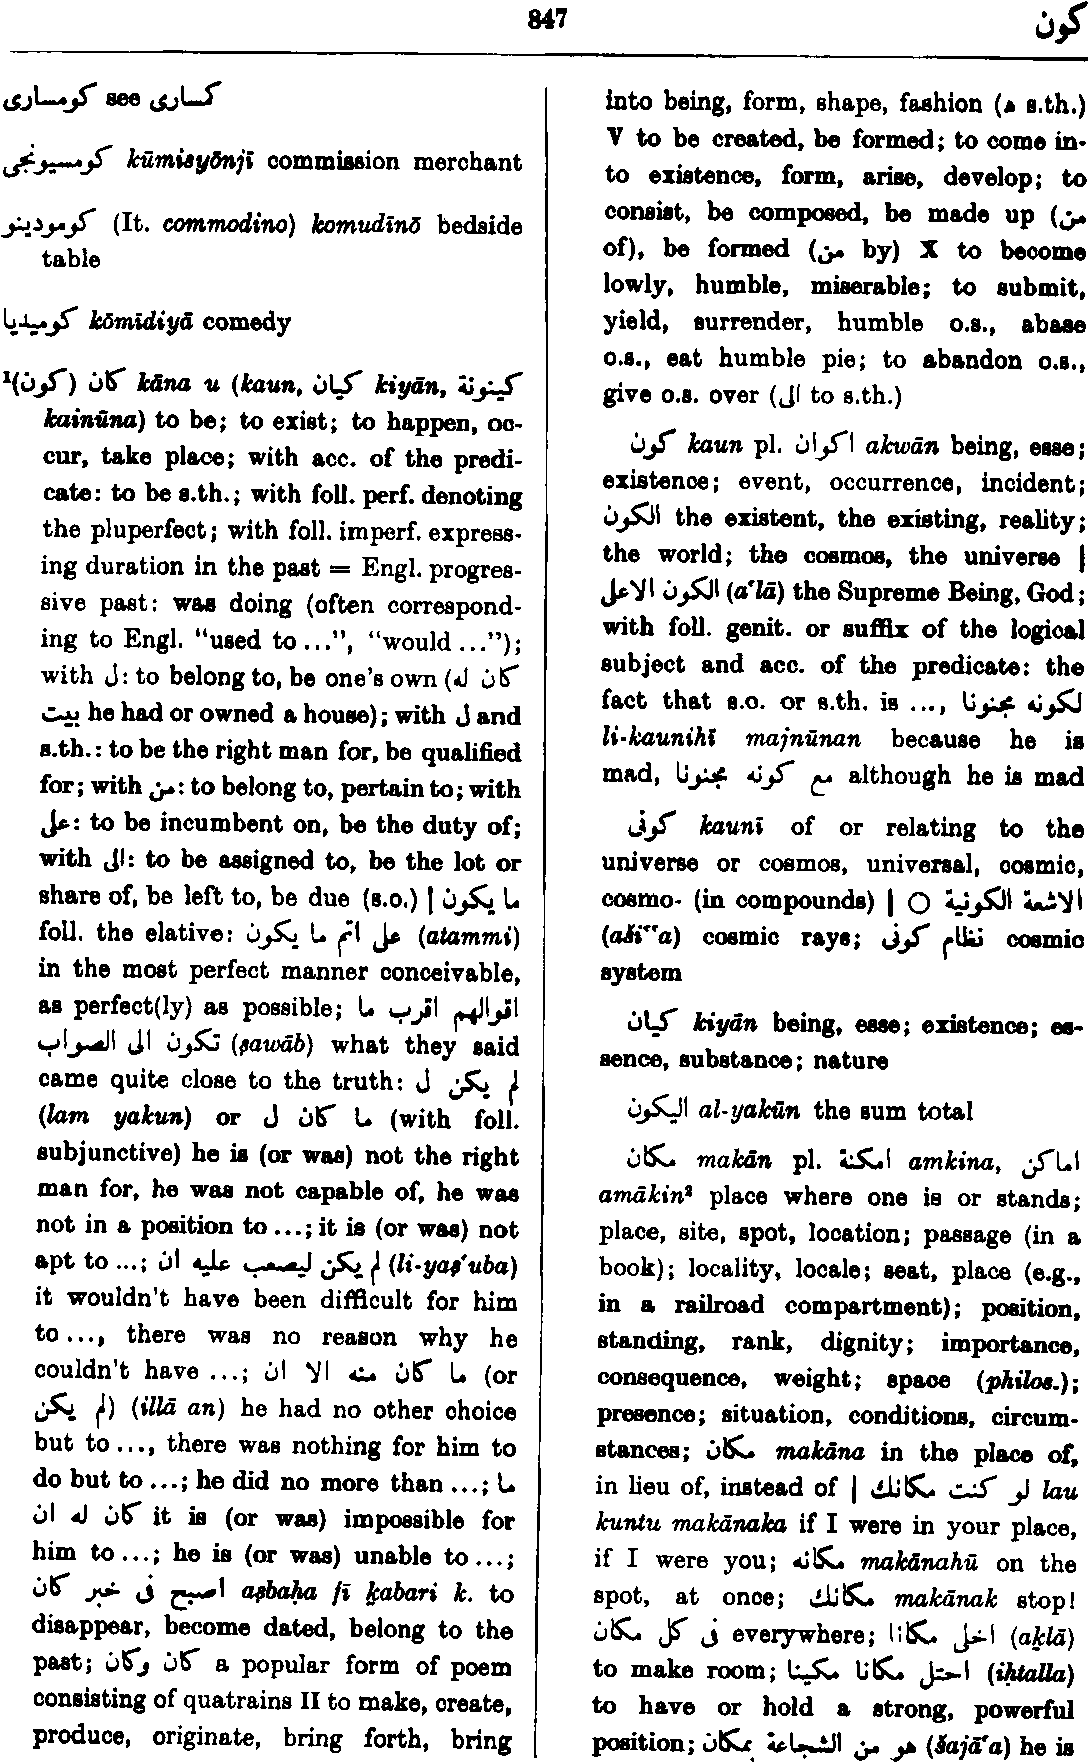 847
كون
كومسارى see كسارى
كومسيونجى kūmisyōnjī commission merchant
كومودينو (It. commodino) komudīnō bedside
table
كوميديا kōmīdiyā comedy
¹(كون) كان kāna u (kaun, كيان kiyān, كينونة
kainūna) to be; to exist; to happen, oc-
cur, take place; with acc. of the predi-
cate: to be s.th.; with foll. perf. denoting
the pluperfect; with foll. imperf. express-
ing duration in the past = Engl. progres-
sive past: was doing (often correspond-
ing to Engl. “used to ...”, “would ...”);
with ل: to belong to, be one's own (كان له
بيت he had or owned a house); with ل and
s.th.: to be the right man for, be qualified
for; with من: to belong to, pertain to; with
على: to be incumbent on, be the duty of;
with الى: to be assigned to, be the lot or
share of, be left to, be due (s.o.) | ما يكون
foll. the elative: على اتم ما يكون (atammi)
in the most perfect manner conceivable,
as perfect(ly) as possible; اقوالهم اقرب ما
تكون الى الصواب (ṣawāb) what they said
came quite close to the truth: لم يكن ل
(lam yakun) or ما كان ل (with foll.
subjunctive) he is (or was) not the right
man for, he was not capable of, he was
not in a position to ...; it is (or was) not
apt to ...; لم يكن ليصعب عليه ان (li-yaṣ‘uba)
it wouldn't have been difficult for him
to ..., there was no reason why he
couldn't have ...; ما كان منه الا ان (or
لم يكن) (illā an) he had no other choice
but to ..., there was nothing for him to
do but to ...; he did no more than ...; ما
كان له ان it is (or was) impossible for
him to ...; he is (or was) unable to ...;
اصبح فى خبر كان aṣbaḥa fī ḵabari k. to
disappear, become dated, belong to the
past; كان وكان a popular form of poem
consisting of quatrains II to make, create,
produce, originate, bring forth, bring
into being, form, shape, fashion (ه s.th.)
V to be created, be formed; to come in-
to existence, form, arise, develop; to
consist, be composed, be made up (من
of), be formed (من by) X to become
lowly, humble, miserable; to submit,
yield, surrender, humble o.s., abase
o.s., eat humble pie; to abandon o.s.,
give o.s. over (الى to s.th.)
كون kaun pl. اكوان akwān being, esse;
existence; event, occurrence, incident;
الكون the existent, the existing, reality;
the world; the cosmos, the universe |
الكون الاعلى (a‘lā) the Supreme Being, God;
with foll. genit. or suffix of the logical
subject and acc. of the predicate: the
fact that s.o. or s.th. is ..., لكونه مجنونا
li-kaunihī majnūnan because he is
mad, مع كونه مجنونا although he is mad
كونى kaunī of or relating to the
universe or cosmos, universal, cosmic,
cosmo- (in compounds) | ○ الاشعة الكونية
(aši‘‘a) cosmic rays; نظام كونى cosmic
system
كيان kiyān being, esse; existence; es-
sence, substance; nature
اليكون al-yakūn the sum total
مكان makān pl. امكنة amkina, اماكن
amākin² place where one is or stands;
place, site, spot, location; passage (in a
book); locality, locale; seat, place (e.g.,
in a railroad compartment); position,
standing, rank, dignity; importance,
consequence, weight; space (philos.);
presence; situation, conditions, circum-
stances; مكان makāna in the place of,
in lieu of, instead of | لو كنت مكانك lau
kuntu makānaka if I were in your place,
if I were you; مكانه makānahū on the
spot, at once; مكانك makānak stop!
فى كل مكان everywhere; اخلى مكانا (aḵlā)
to make room; احتل مكانا مكينا (iḥtalla)
to have or hold a strong, powerful
position; هو من الشجاعة بمكان (šajā‘a) he is